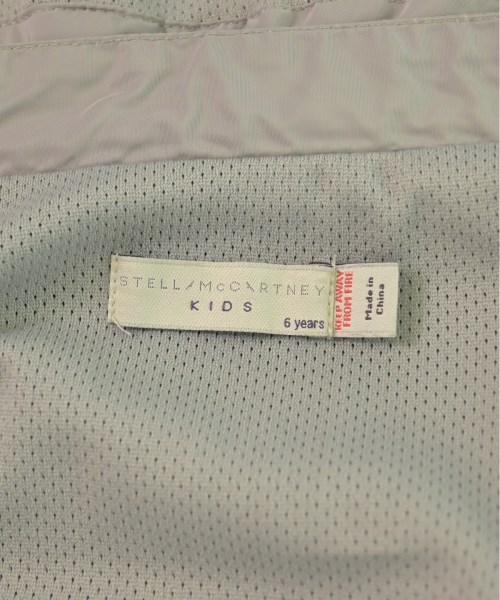 STELLA McCARTNEY
KIDS
6 years
KEEP AWAY
FROM FIRE
Made in
China